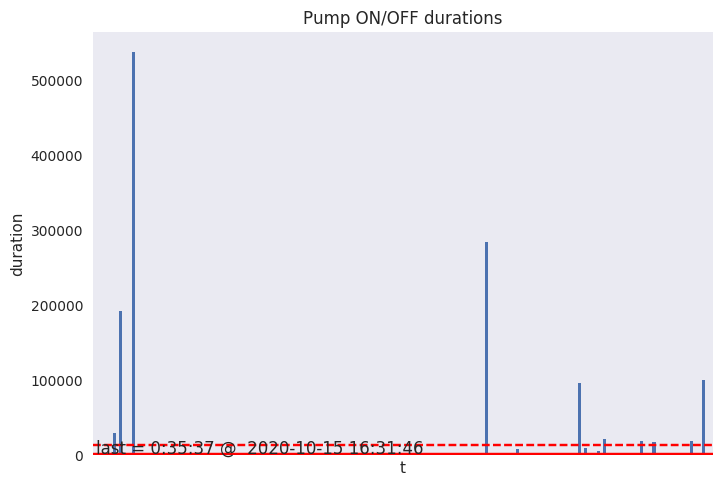 Pump ON/OFF durations
500000
400000
300000
200000
100000
0
duration
last = 0:35:37 @  2020-10-15 16:31:46
t